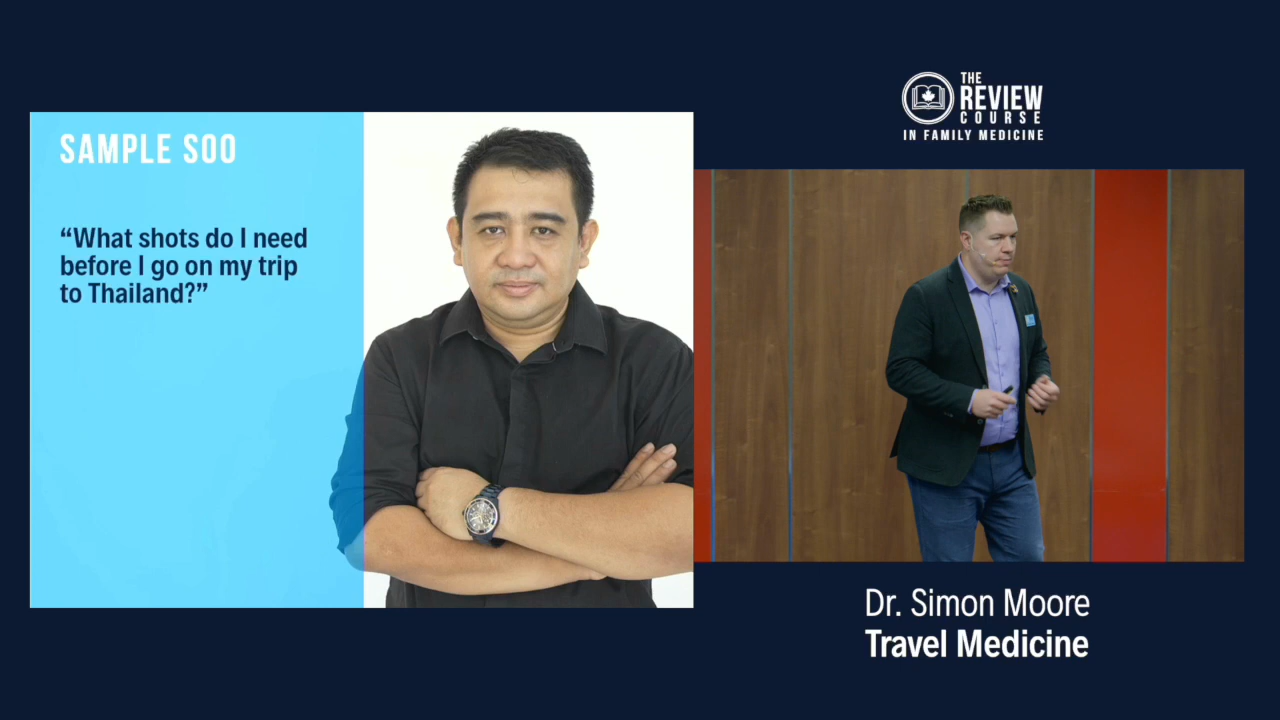 SAMPLE SOO
“What shots do I need
before I go on my trip
to Thailand?”
THE
REVIEW
COURSE
IN FAMILY MEDICINE
Dr. Simon Moore
Travel Medicine